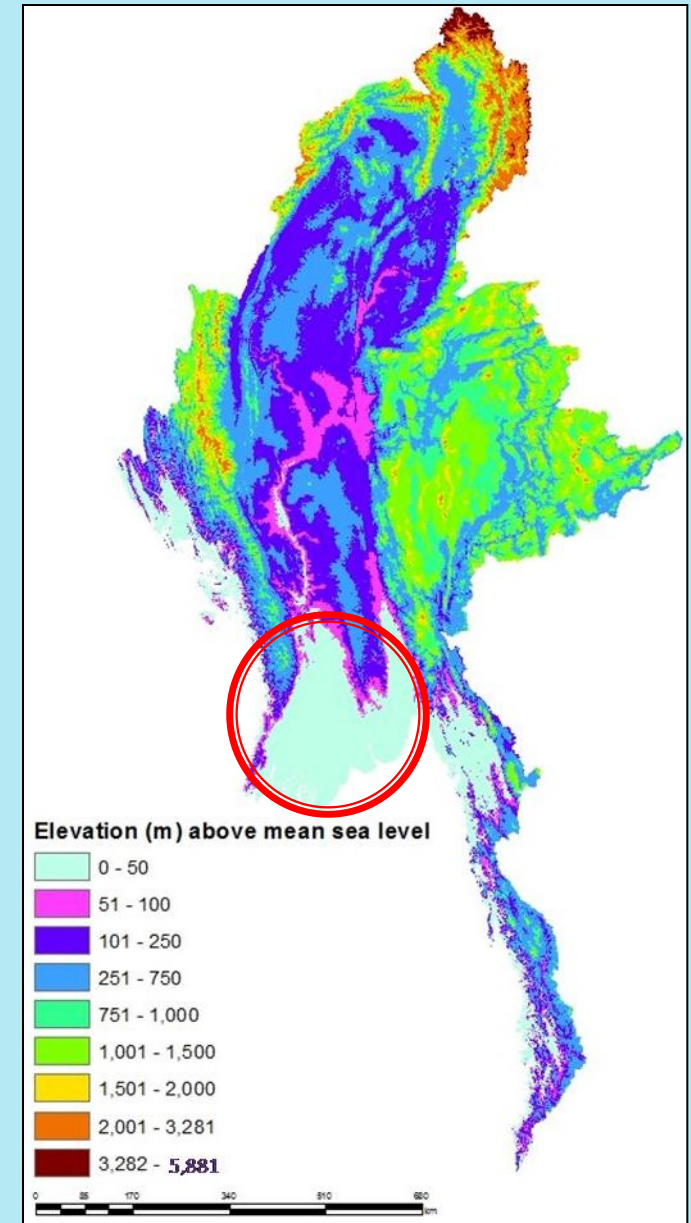 Elevation (m) above mean sea level
0 - 50
51 - 100
101 - 250
251 - 750
751 - 1,000
1,001 - 1,500
1,501 - 2,000
2,001 - 3,281
3,282 - 5,881
0 85 170 340 510 680
km